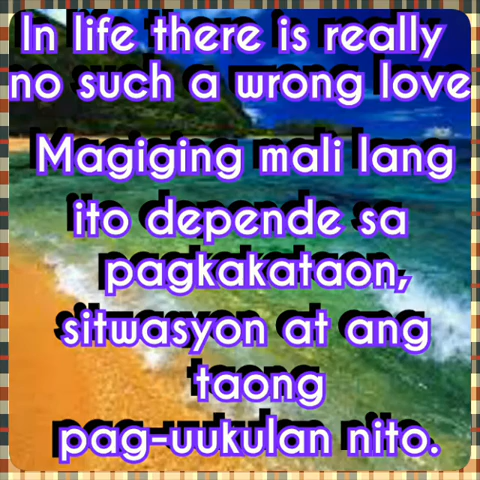 In life there is really
no such a wrong love
Magiging mali lang
ito depende sa
pagkakataon,
sitwasyon at ang
taong
pag-uukulan nito.